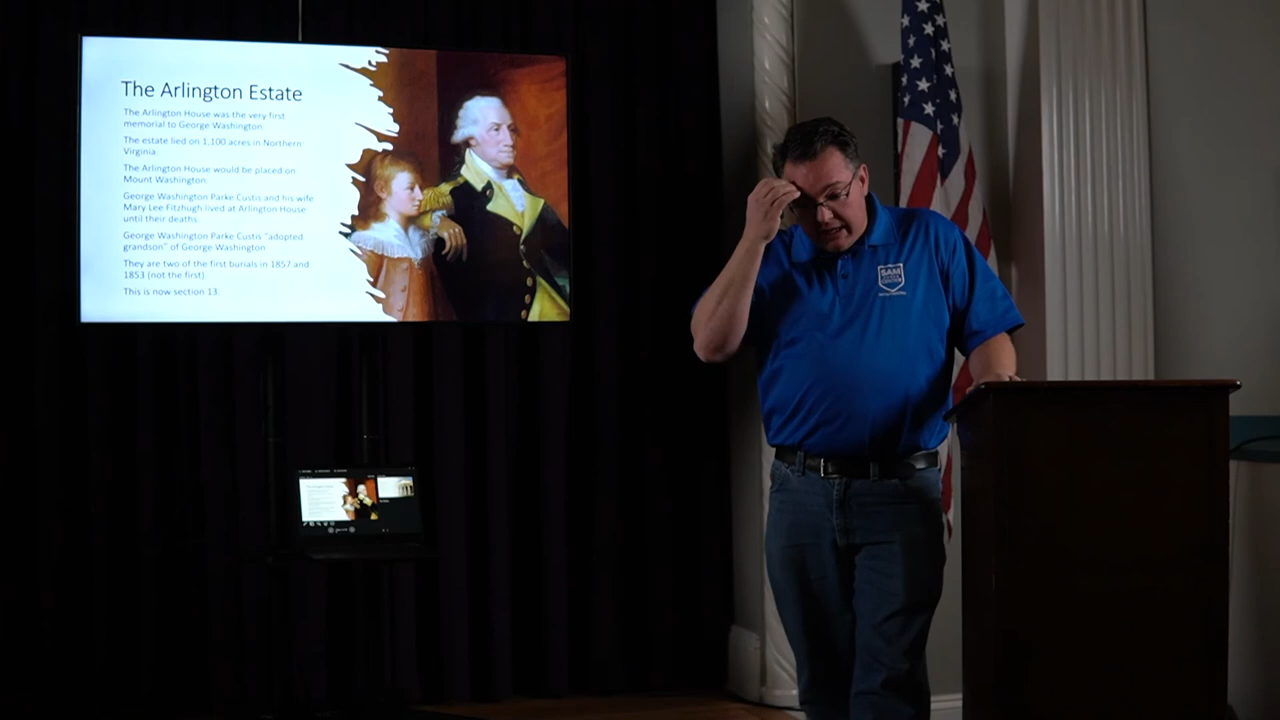 The Arlington Estate
The Arlington House was the very first
memorial to George Washington.
The estate lied on 1,100 acres in Northern
Virginia.
The Arlington House would be placed on
Mount Washington.
George Washington Parke Custis and his wife
Mary Lee Fitzhugh lived at Arlington House
until their deaths.
George Washington Parke Custis "adopted
grandson" of George Washington
They are two of the first burials in 1857 and
1853 (not the first)
This is now section 13.
SAM
CENTER